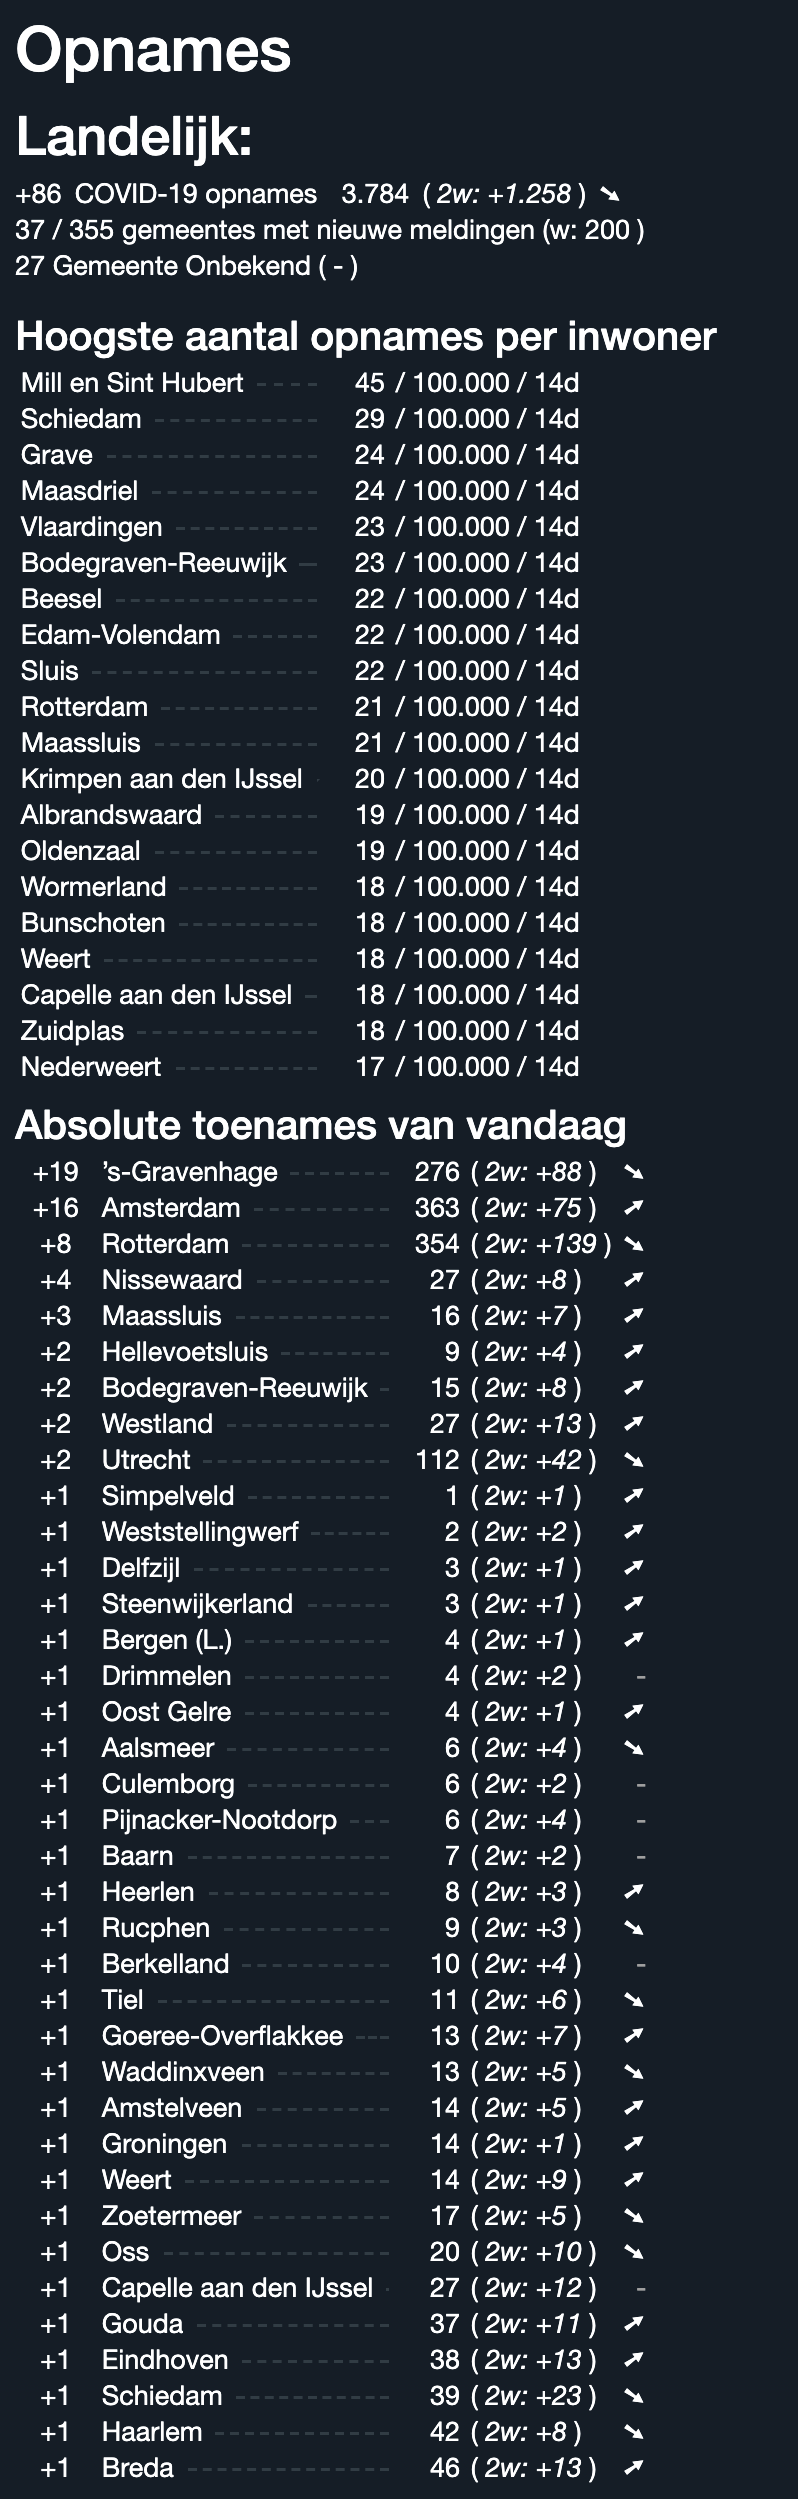 Opnames
Landelijk:
+86 COVID-19 opnames 3.784 ( 2w: +1.258 ) ➘
37 / 355 gemeentes met nieuwe meldingen (w: 200 )
27 Gemeente Onbekend ( - )
Hoogste aantal opnames per inwoner
Mill en Sint Hubert ---- 45 / 100.000 / 14d
Schiedam ----------- 29 / 100.000 / 14d
Grave -------------- 24 / 100.000 / 14d
Maasdriel ----------- 24 / 100.000 / 14d
Vlaardingen ---------- 23 / 100.000 / 14d
Bodegraven-Reeuwijk -- 23 / 100.000 / 14d
Beesel ------------- 22 / 100.000 / 14d
Edam-Volendam ------ 22 / 100.000 / 14d
Sluis --------------- 22 / 100.000 / 14d
Rotterdam ----------- 21 / 100.000 / 14d
Maassluis ----------- 21 / 100.000 / 14d
Krimpen aan den IJssel - 20 / 100.000 / 14d
Albrandswaard ------- 19 / 100.000 / 14d
Oldenzaal ----------- 19 / 100.000 / 14d
Wormerland ---------- 18 / 100.000 / 14d
Bunschoten ---------- 18 / 100.000 / 14d
Weert -------------- 18 / 100.000 / 14d
Capelle aan den IJssel - 18 / 100.000 / 14d
Zuidplas ------------ 18 / 100.000 / 14d
Nederweert ---------- 17 / 100.000 / 14d
Absolute toenames van vandaag
+19 ’s-Gravenhage ------- 276 ( 2w: +88 ) ➘
+16 Amsterdam --------- 363 ( 2w: +75 ) ➚
+8 Rotterdam ---------- 354 ( 2w: +139 ) ➘
+4 Nissewaard --------- 27 ( 2w: +8 ) ➚
+3 Maassluis ----------- 16 ( 2w: +7 ) ➚
+2 Hellevoetsluis -------- 9 ( 2w: +4 ) ➚
+2 Bodegraven-Reeuwijk - 15 ( 2w: +8 ) ➚
+2 Westland ----------- 27 ( 2w: +13 ) ➚
+2 Utrecht ------------- 112 ( 2w: +42 ) ➘
+1 Simpelveld ---------- 1 ( 2w: +1 ) ➚
+1 Weststellingwerf ------ 2 ( 2w: +2 ) ➚
+1 Delfzijl -------------- 3 ( 2w: +1 ) ➚
+1 Steenwijkerland ------ 3 ( 2w: +1 ) ➚
+1 Bergen (L.) ---------- 4 ( 2w: +1 ) ➚
+1 Drimmelen ---------- 4 ( 2w: +2 ) -
+1 Oost Gelre ---------- 4 ( 2w: +1 ) ➚
+1 Aalsmeer ----------- 6 ( 2w: +4 ) ➘
+1 Culemborg ---------- 6 ( 2w: +2 ) -
+1 Pijnacker-Nootdorp --- 6 ( 2w: +4 ) -
+1 Baarn -------------- 7 ( 2w: +2 ) -
+1 Heerlen ------------ 8 ( 2w: +3 ) ➚
+1 Rucphen ----------- 9 ( 2w: +3 ) ➘
+1 Berkelland ---------- 10 ( 2w: +4 ) -
+1 Tiel ---------------- 11 ( 2w: +6 ) ➘
+1 Goeree-Overflakkee --- 13 ( 2w: +7 ) ➚
+1 Waddinxveen -------- 13 ( 2w: +5 ) ➘
+1 Amstelveen --------- 14 ( 2w: +5 ) ➚
+1 Groningen ---------- 14 ( 2w: +1 ) ➚
+1 Weert -------------- 14 ( 2w: +9 ) ➚
+1 Zoetermeer --------- 17 ( 2w: +5 ) ➘
+1 Oss ---------------- 20 ( 2w: +10 ) ➘
+1 Capelle aan den IJssel - 27 ( 2w: +12 ) -
+1 Gouda ------------- 37 ( 2w: +11 ) ➚
+1 Eindhoven ---------- 38 ( 2w: +13 ) ➚
+1 Schiedam ----------- 39 ( 2w: +23 ) ➘
+1 Haarlem ------------ 42 ( 2w: +8 ) ➘
+1 Breda -------------- 46 ( 2w: +13 ) ➚